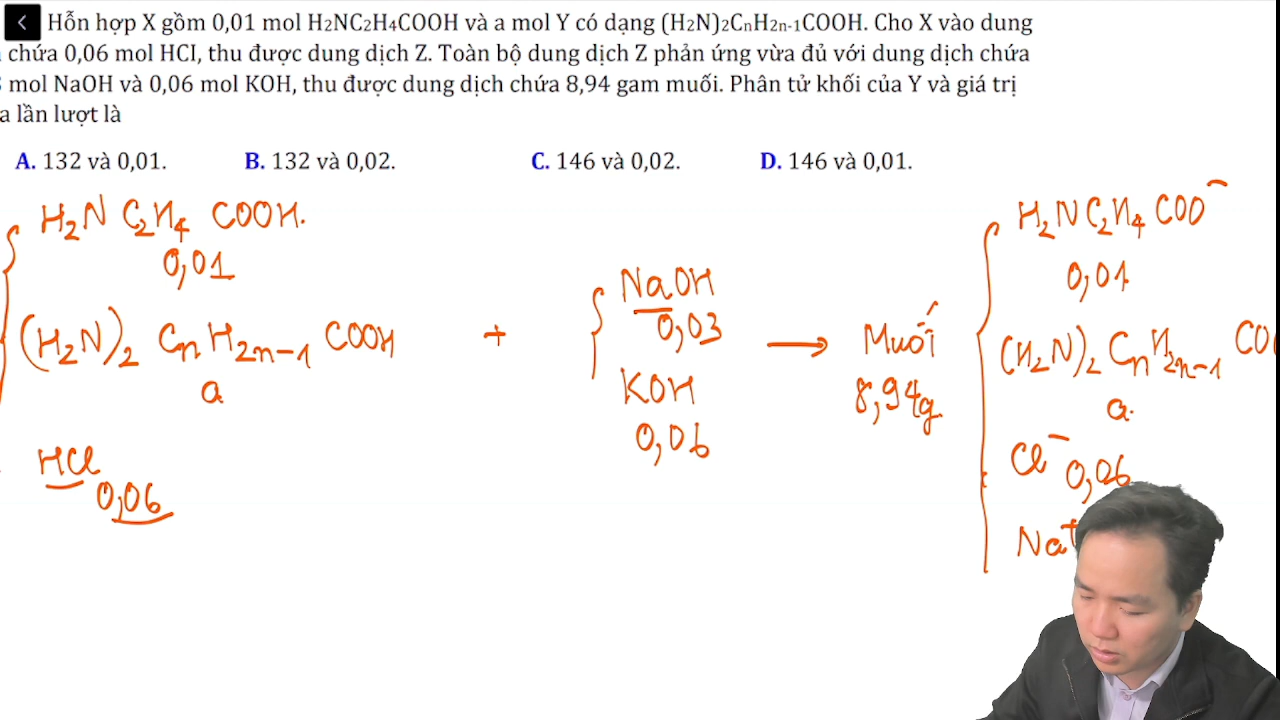 Hỗn hợp X gồm 0,01 mol H₂NC₂H₄COOH và a mol Y có dạng (H₂N)₂CₙH₂ₙ₋₁COOH. Cho X vào dung
chứa 0,06 mol HCl, thu được dung dịch Z. Toàn bộ dung dịch Z phản ứng vừa đủ với dung dịch chứa
mol NaOH và 0,06 mol KOH, thu được dung dịch chứa 8,94 gam muối. Phân tử khối của Y và giá trị
a lần lượt là
A. 132 và 0,01. B. 132 và 0,02. C. 146 và 0,02. D. 146 và 0,01.
H₂N C₂H₄ COOH.
0,01
(H₂N)₂ CₙH₂ₙ₋₁ COOH
a
HCl
0,06
+
NaOH
0,03
KOH
0,06
→ Muối
8,94g
H₂NC₂H₄ COO⁻
0,01
(H₂N)₂ CₙH₂ₙ₋₁ CO
a
Cl⁻ 0,06
Na⁺